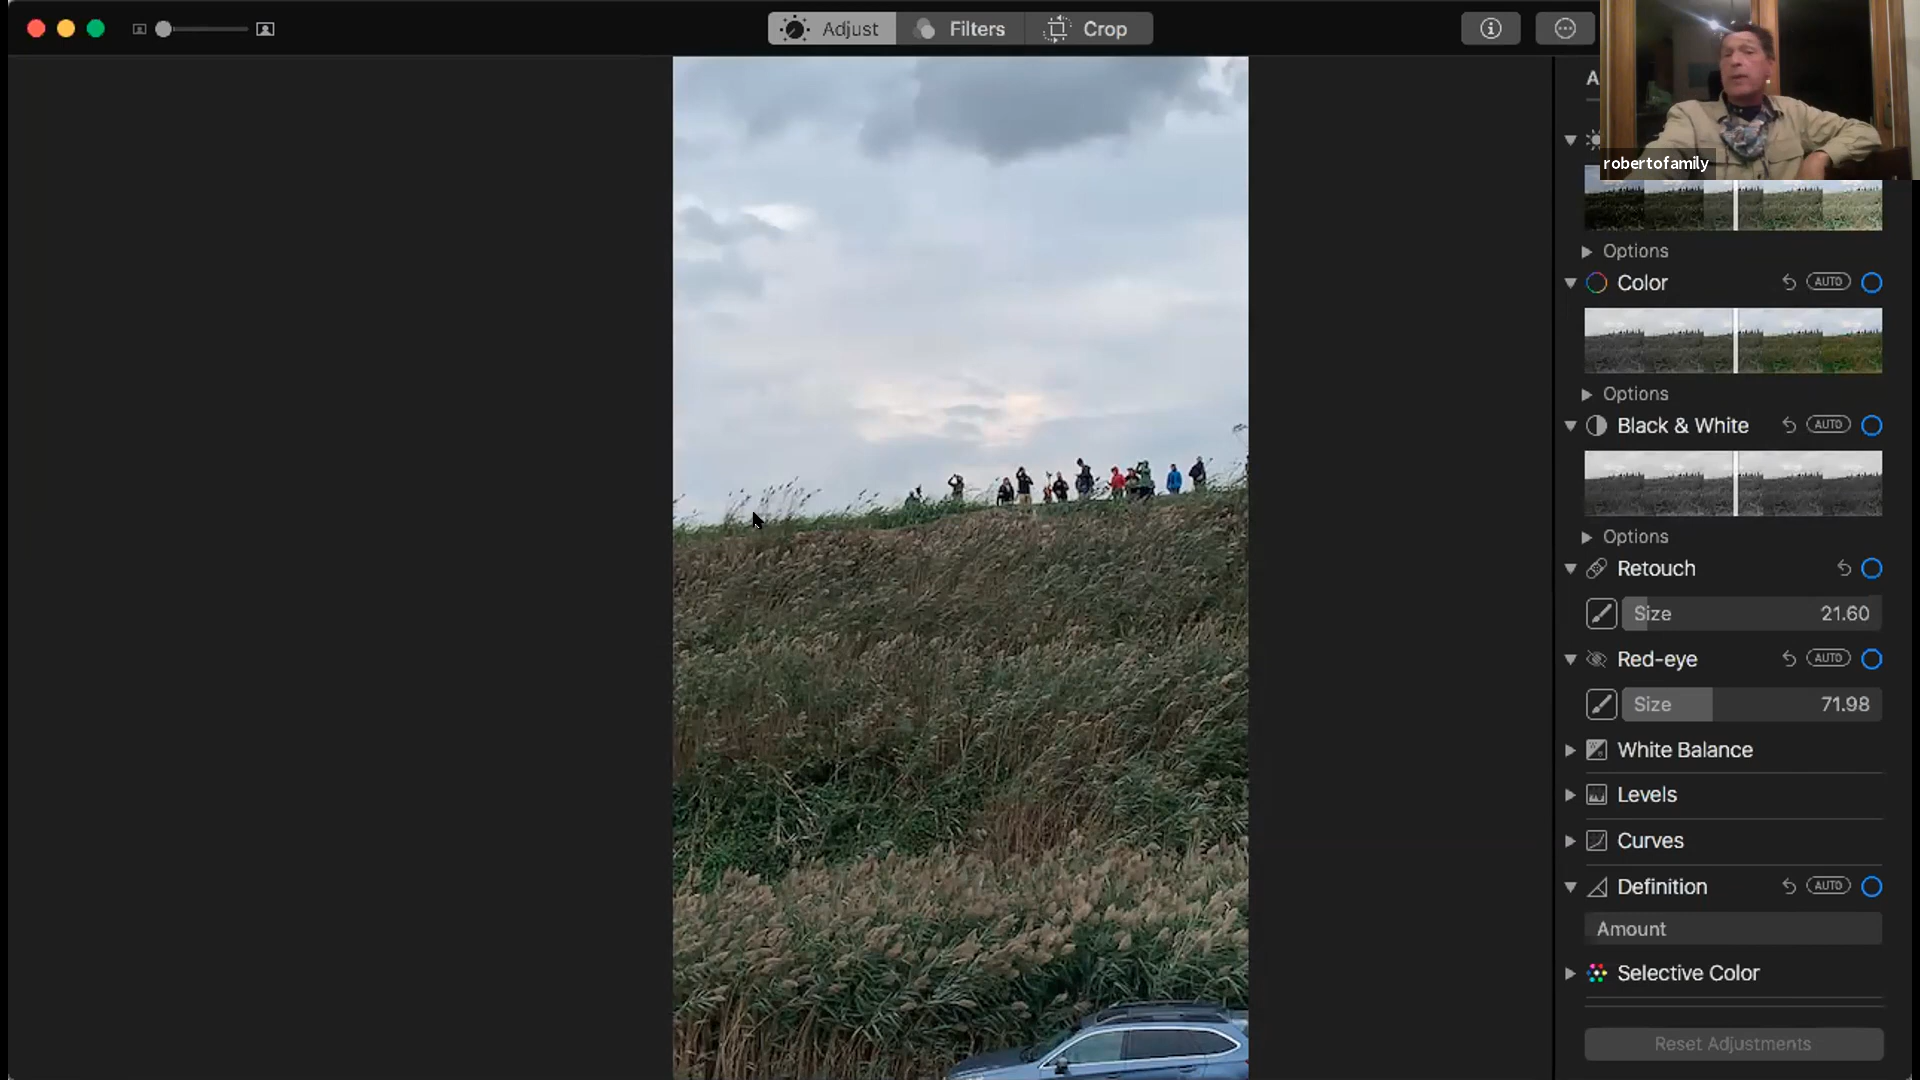 Adjust
Filters
Crop
A
robertofamily
Options
Color
AUTO
Options
Black & White
AUTO
Options
Retouch
Size
21.60
Red-eye
AUTO
Size
71.98
White Balance
Levels
Curves
Definition
AUTO
Amount
Selective Color
Reset Adjustments